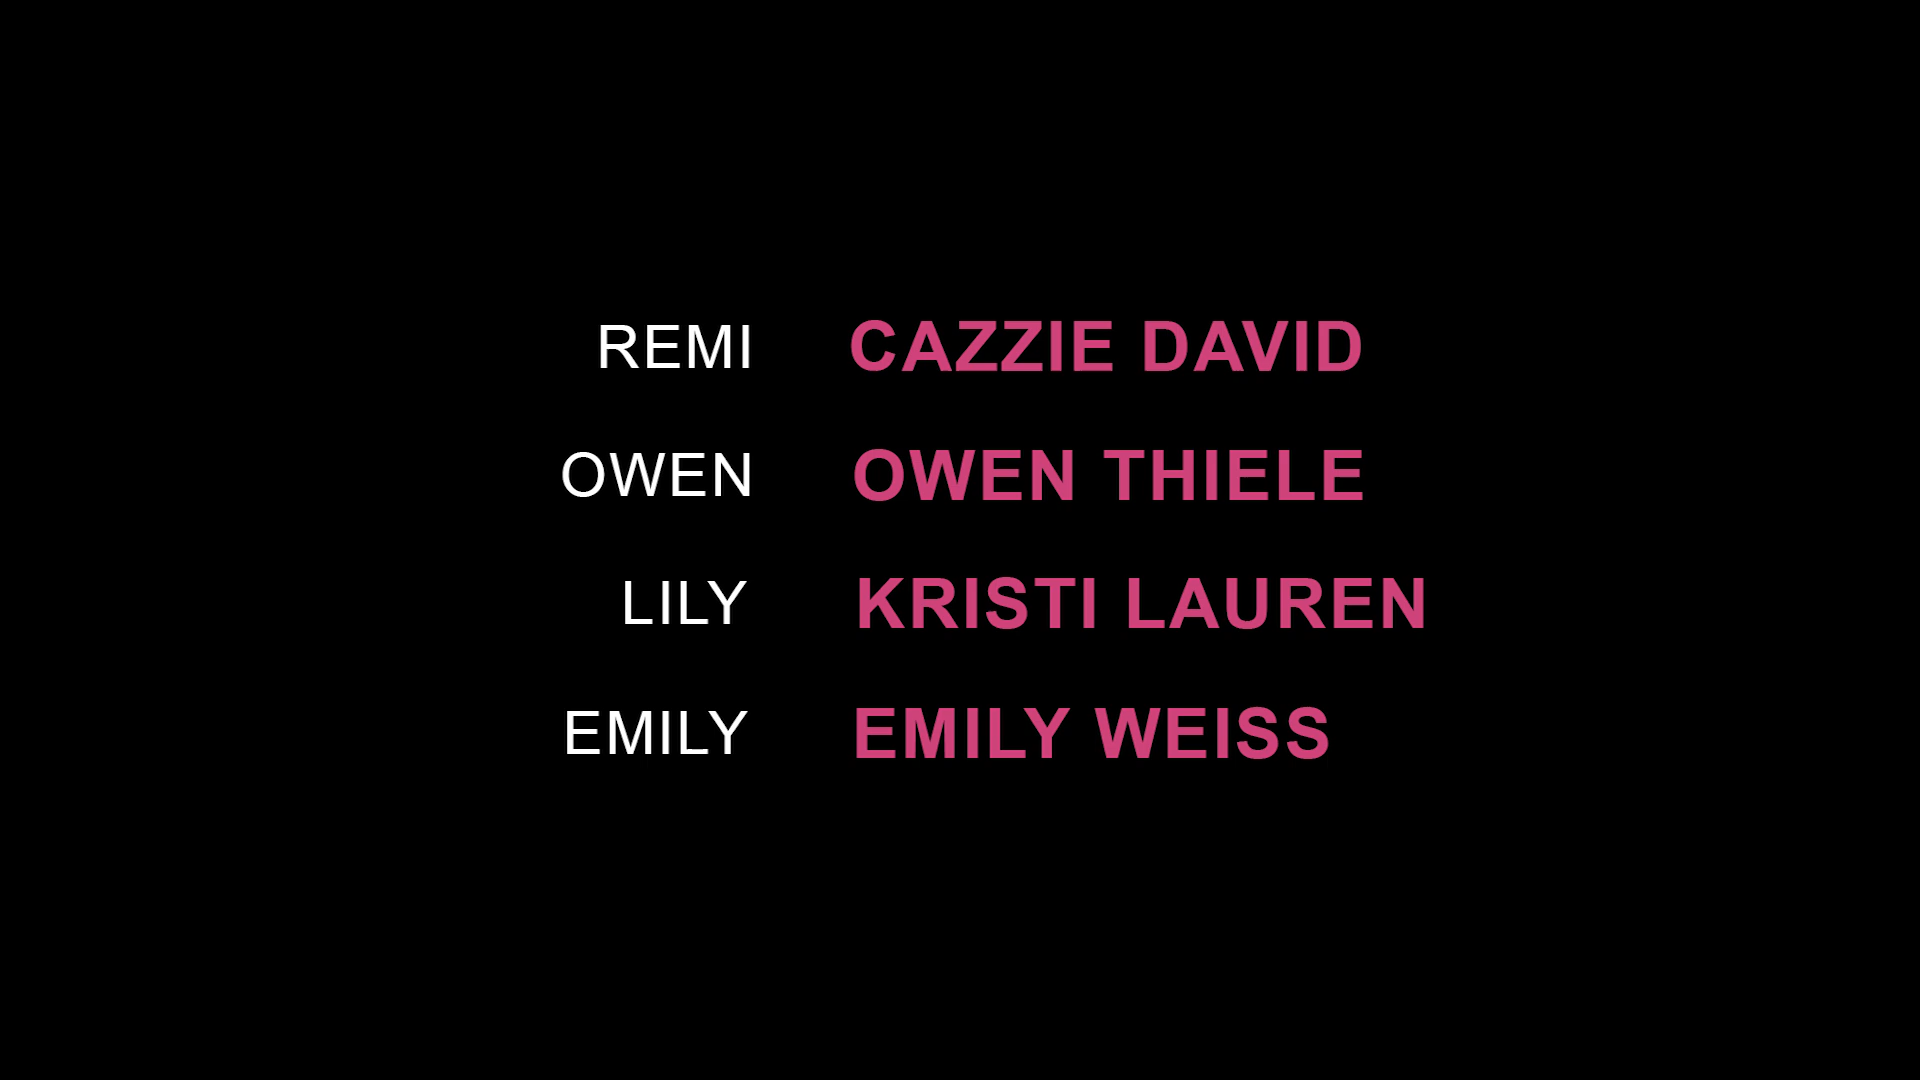 REMI CAZZIE DAVID
OWEN OWEN THIELE
LILY KRISTI LAUREN
EMILY EMILY WEISS